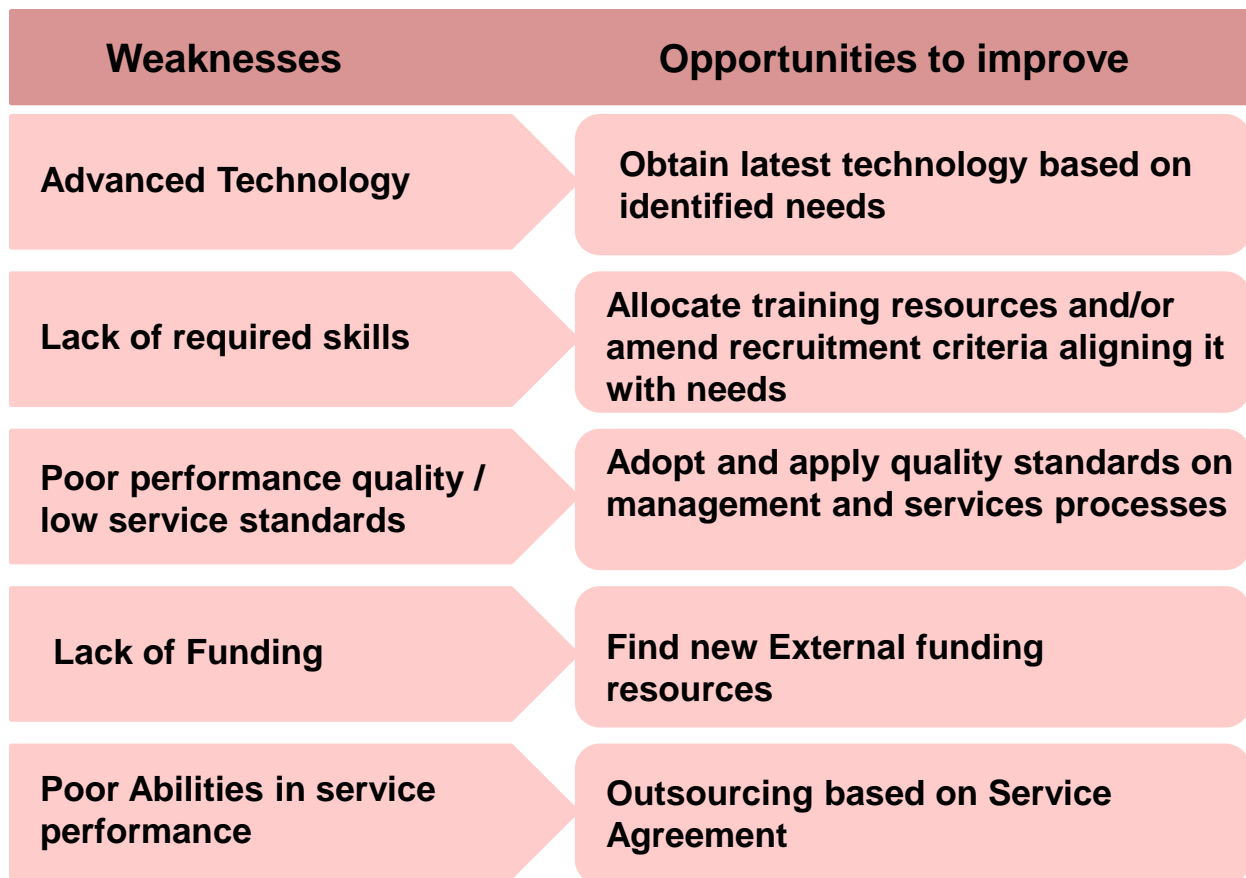 Weaknesses
Opportunities to improve
Advanced Technology
Obtain latest technology based on
identified needs
Lack of required skills
Allocate training resources and/or
amend recruitment criteria aligning it
with needs
Poor performance quality /
low service standards
Adopt and apply quality standards on
management and services processes
Lack of Funding
Find new External funding
resources
Poor Abilities in service
performance
Outsourcing based on Service
Agreement